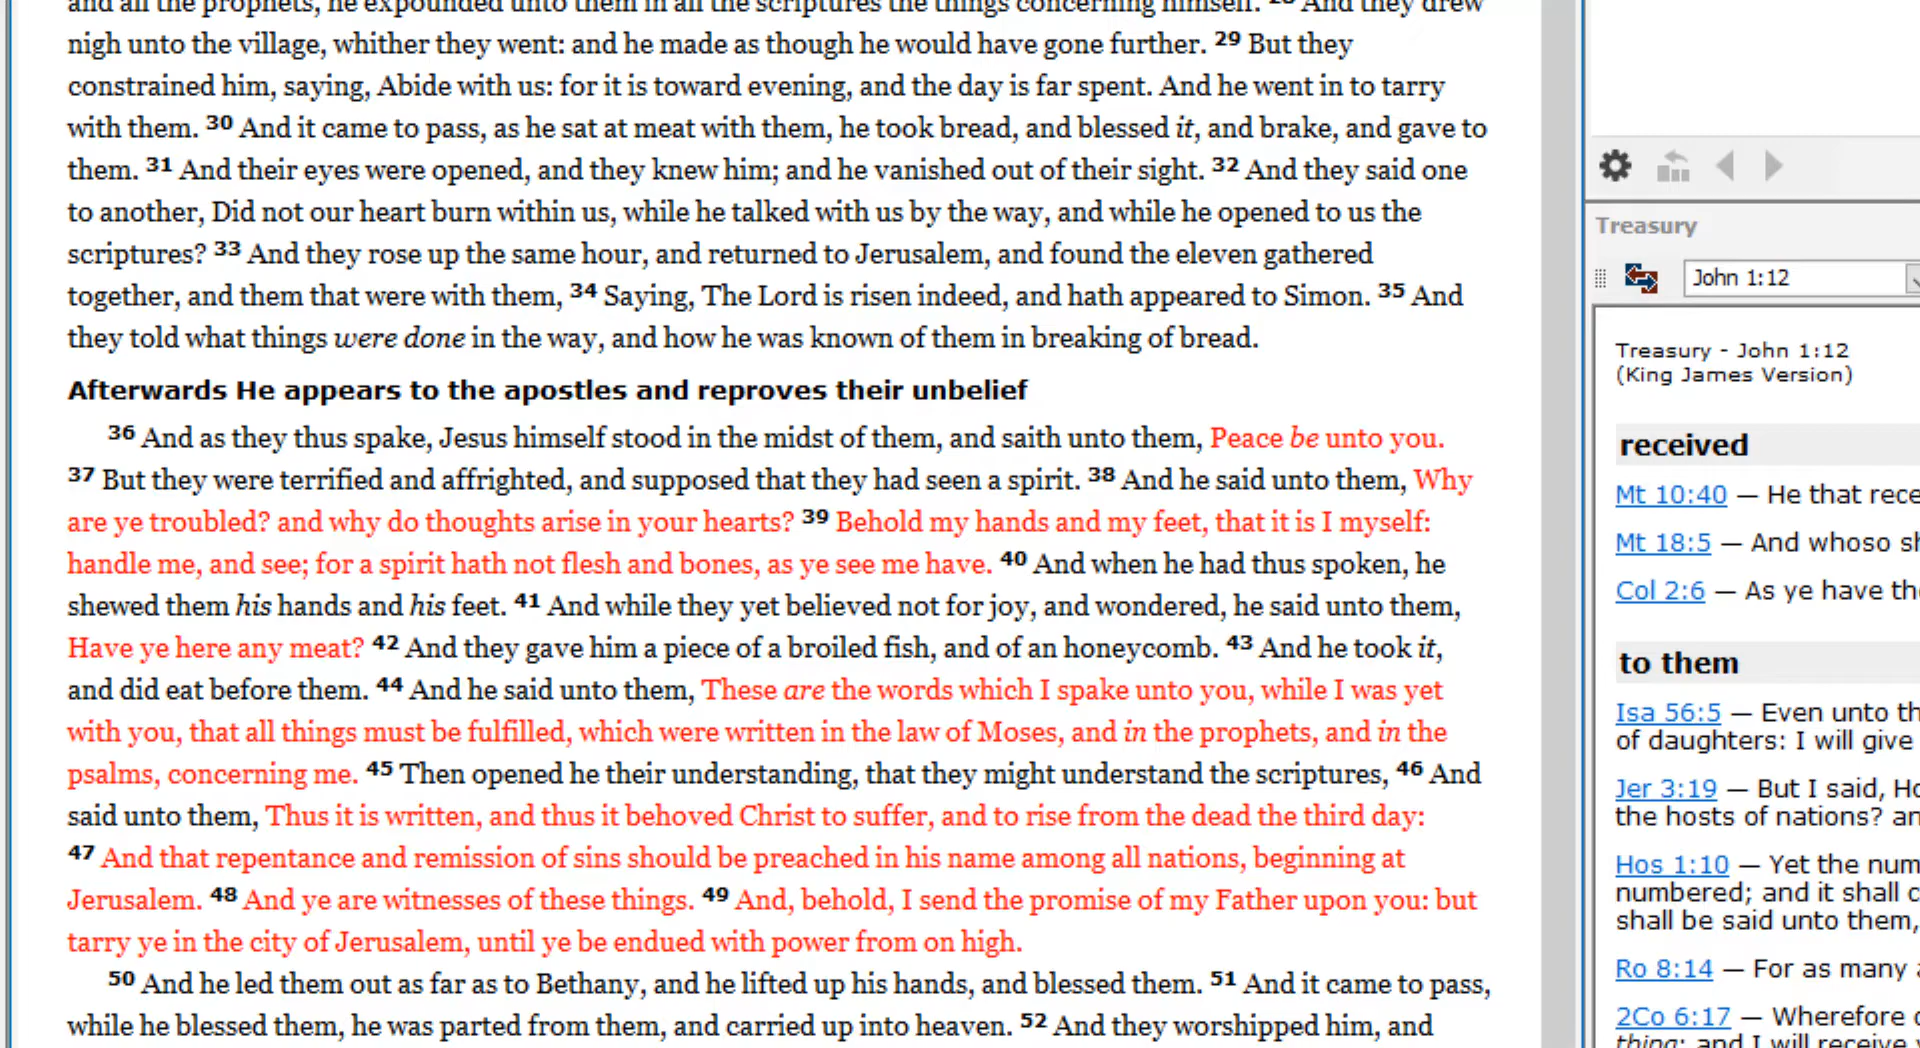 and all the prophets, he expounded unto them in all the scriptures the things concerning himself. 28 And they drew
nigh unto the village, whither they went: and he made as though he would have gone further. 29 But they
constrained him, saying, Abide with us: for it is toward evening, and the day is far spent. And he went in to tarry
with them. 30 And it came to pass, as he sat at meat with them, he took bread, and blessed it, and brake, and gave to
them. 31 And their eyes were opened, and they knew him; and he vanished out of their sight. 32 And they said one
to another, Did not our heart burn within us, while he talked with us by the way, and while he opened to us the
scriptures? 33 And they rose up the same hour, and returned to Jerusalem, and found the eleven gathered
together, and them that were with them, 34 Saying, The Lord is risen indeed, and hath appeared to Simon. 35 And
they told what things were done in the way, and how he was known of them in breaking of bread.
Afterwards He appears to the apostles and reproves their unbelief
36 And as they thus spake, Jesus himself stood in the midst of them, and saith unto them, Peace be unto you.
37 But they were terrified and affrighted, and supposed that they had seen a spirit. 38 And he said unto them, Why
are ye troubled? and why do thoughts arise in your hearts? 39 Behold my hands and my feet, that it is I myself:
handle me, and see; for a spirit hath not flesh and bones, as ye see me have. 40 And when he had thus spoken, he
shewed them his hands and his feet. 41 And while they yet believed not for joy, and wondered, he said unto them,
Have ye here any meat? 42 And they gave him a piece of a broiled fish, and of an honeycomb. 43 And he took it,
and did eat before them. 44 And he said unto them, These are the words which I spake unto you, while I was yet
with you, that all things must be fulfilled, which were written in the law of Moses, and in the prophets, and in the
psalms, concerning me. 45 Then opened he their understanding, that they might understand the scriptures, 46 And
said unto them, Thus it is written, and thus it behoved Christ to suffer, and to rise from the dead the third day:
47 And that repentance and remission of sins should be preached in his name among all nations, beginning at
Jerusalem. 48 And ye are witnesses of these things. 49 And, behold, I send the promise of my Father upon you: but
tarry ye in the city of Jerusalem, until ye be endued with power from on high.
50 And he led them out as far as to Bethany, and he lifted up his hands, and blessed them. 51 And it came to pass,
while he blessed them, he was parted from them, and carried up into heaven. 52 And they worshipped him, and
Treasury
John 1:12
Treasury - John 1:12
(King James Version)
received
Mt 10:40 — He that rece
Mt 18:5 — And whoso sh
Col 2:6 — As ye have th
to them
Isa 56:5 — Even unto th
of daughters: I will give
Jer 3:19 — But I said, Ho
the hosts of nations? an
Hos 1:10 — Yet the num
numbered; and it shall c
shall be said unto them,
Ro 8:14 — For as many a
2Co 6:17 — Wherefore c
thing; and I will receive y